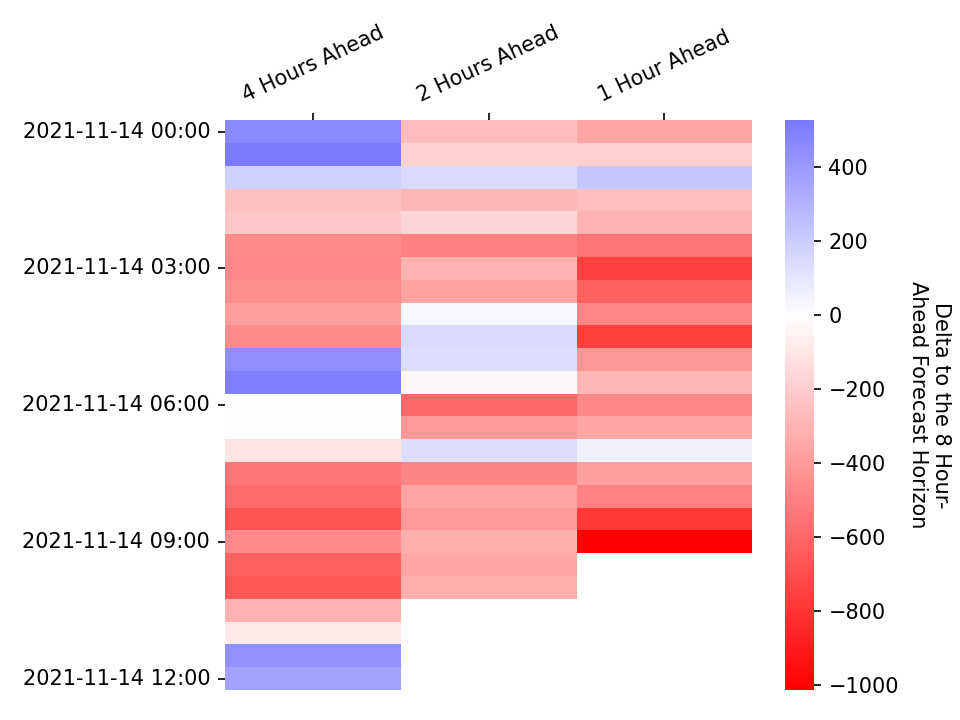 4 Hours Ahead
2 Hours Ahead
1 Hour Ahead
2021-11-14 00:00
2021-11-14 03:00
2021-11-14 06:00
2021-11-14 09:00
2021-11-14 12:00
400
200
0
−200
−400
−600
−800
−1000
Delta to the 8 Hour-
Ahead Forecast Horizon